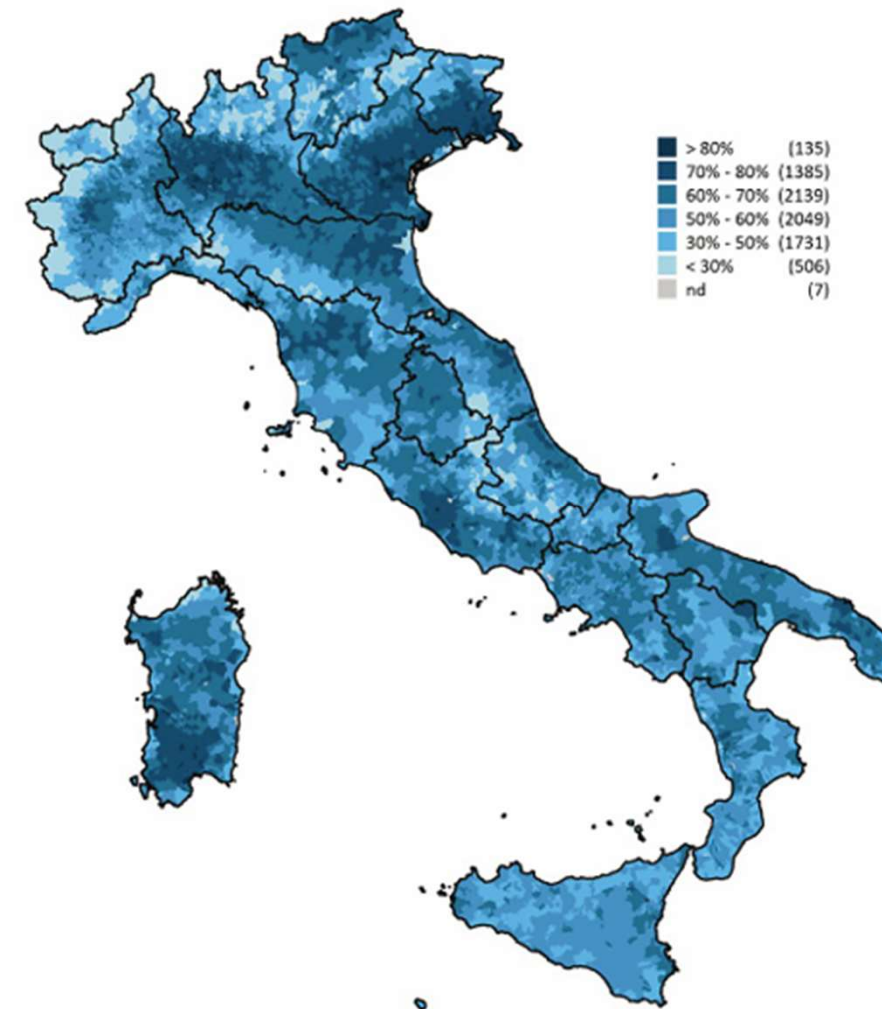 > 80% (135)
70% - 80% (1385)
60% - 70% (2139)
50% - 60% (2049)
30% - 50% (1731)
< 30% (506)
nd (7)